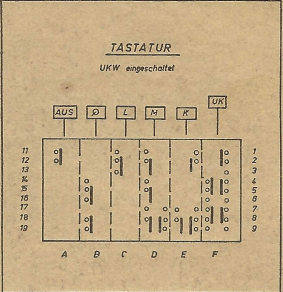 TASTATUR
UKW eingeschaltet
AUS Ø L M K UK
11 1
12 2
13 3
14 4
15 5
16 6
17 7
18 8
19 9
A B C D E F